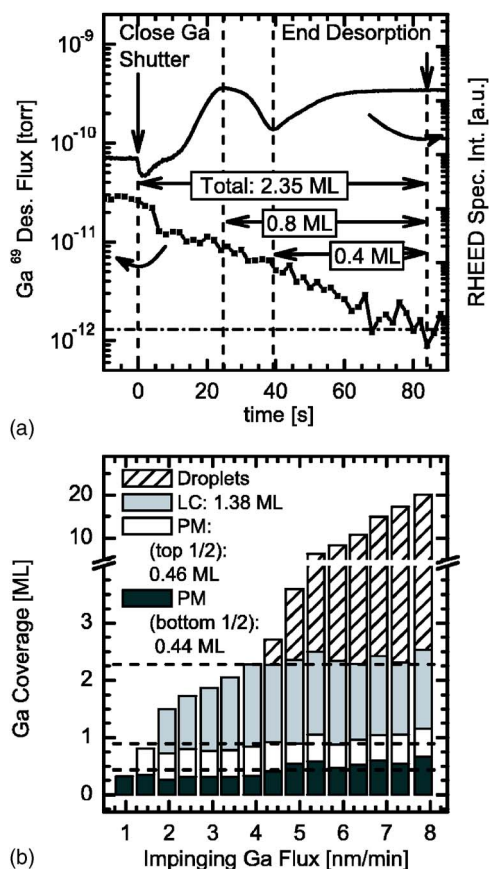 10⁻⁹
Close Ga
Shutter
End Desorption
10⁻¹⁰
Total: 2.35 ML
0.8 ML
10⁻¹¹
0.4 ML
10⁻¹²
Ga ⁶⁹ Des. Flux [torr]
RHEED Spec. Int. [a.u.]
0 20 40 60 80
time [s]
(a)
Droplets
LC: 1.38 ML
PM:
(top 1/2):
0.46 ML
PM
(bottom 1/2):
0.44 ML
20
10
3
2
1
0
Ga Coverage [ML]
1 2 3 4 5 6 7 8
Impinging Ga Flux [nm/min]
(b)